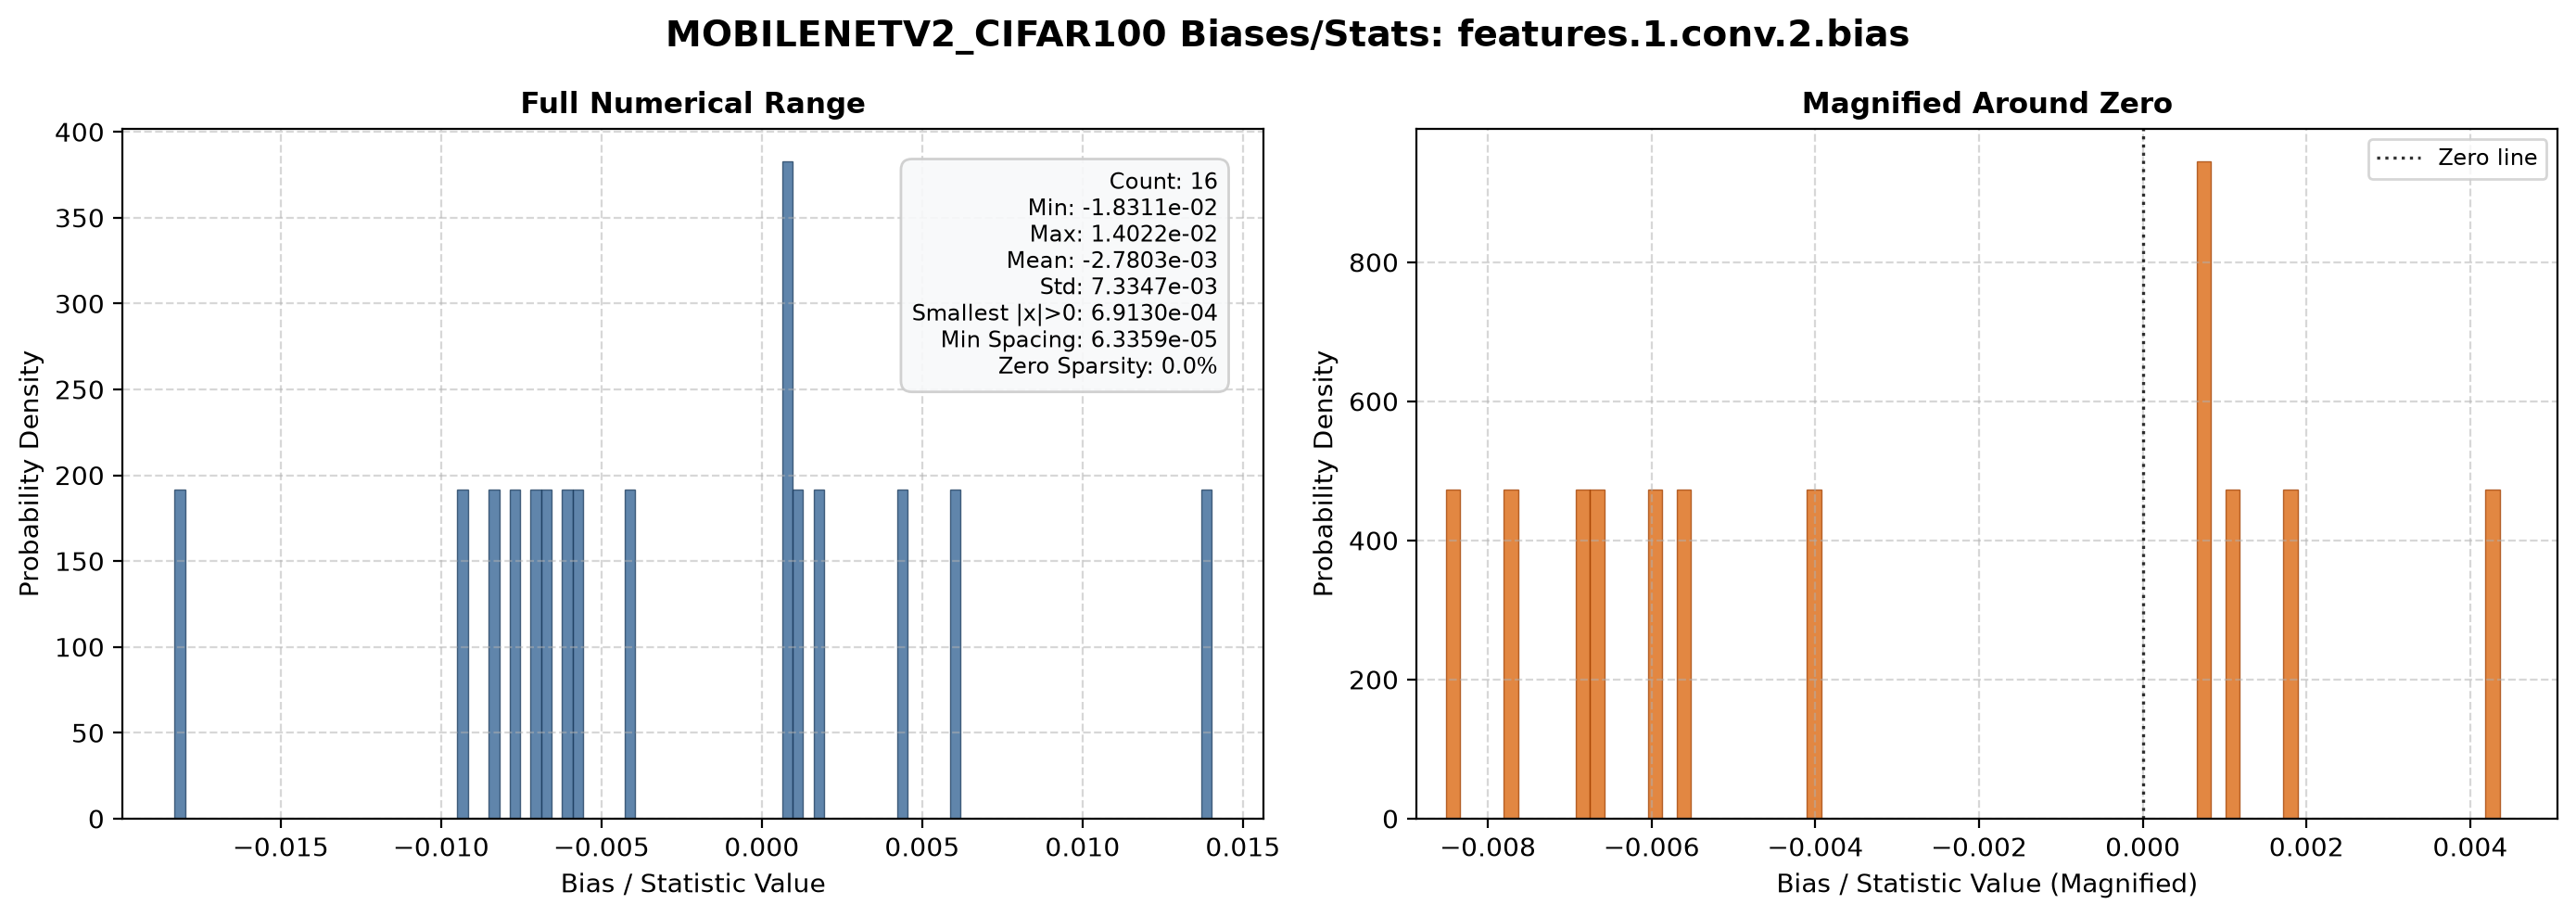 MOBILENETV2_CIFAR100 Biases/Stats: features.1.conv.2.bias
Full Numerical Range
Probability Density
400
350
300
250
200
150
100
50
0
Count: 16
Min: -1.8311e-02
Max: 1.4022e-02
Mean: -2.7803e-03
Std: 7.3347e-03
Smallest |x|>0: 6.9130e-04
Min Spacing: 6.3359e-05
Zero Sparsity: 0.0%
−0.015 −0.010 −0.005 0.000 0.005 0.010 0.015
Bias / Statistic Value
Magnified Around Zero
Probability Density
800
600
400
200
0
Zero line
−0.008 −0.006 −0.004 −0.002 0.000 0.002 0.004
Bias / Statistic Value (Magnified)